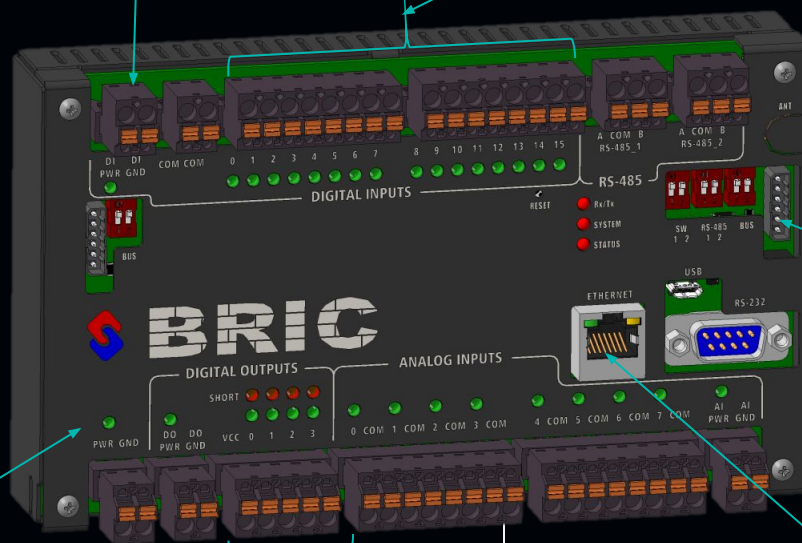 ANT
DI DI
PWR GND
COM COM
0 1 2 3 4 5 6 7
8 9 10 11 12 13 14 15
A COM B
RS-485_1
A COM B
RS-485_2
DIGITAL INPUTS
RS-485
RESET
Rx/Tx
SYSTEM
STATUS
SW RS-485 BUS
1 2 1 2
BUS
USB
RS-232
ETHERNET
BRIC
DIGITAL OUTPUTS
ANALOG INPUTS
SHORT
PWR GND
DO DO
PWR GND
VCC 0 1 2 3
0 COM 1 COM 2 COM 3 COM
4 COM 5 COM 6 COM 7 COM
AI AI
PWR GND